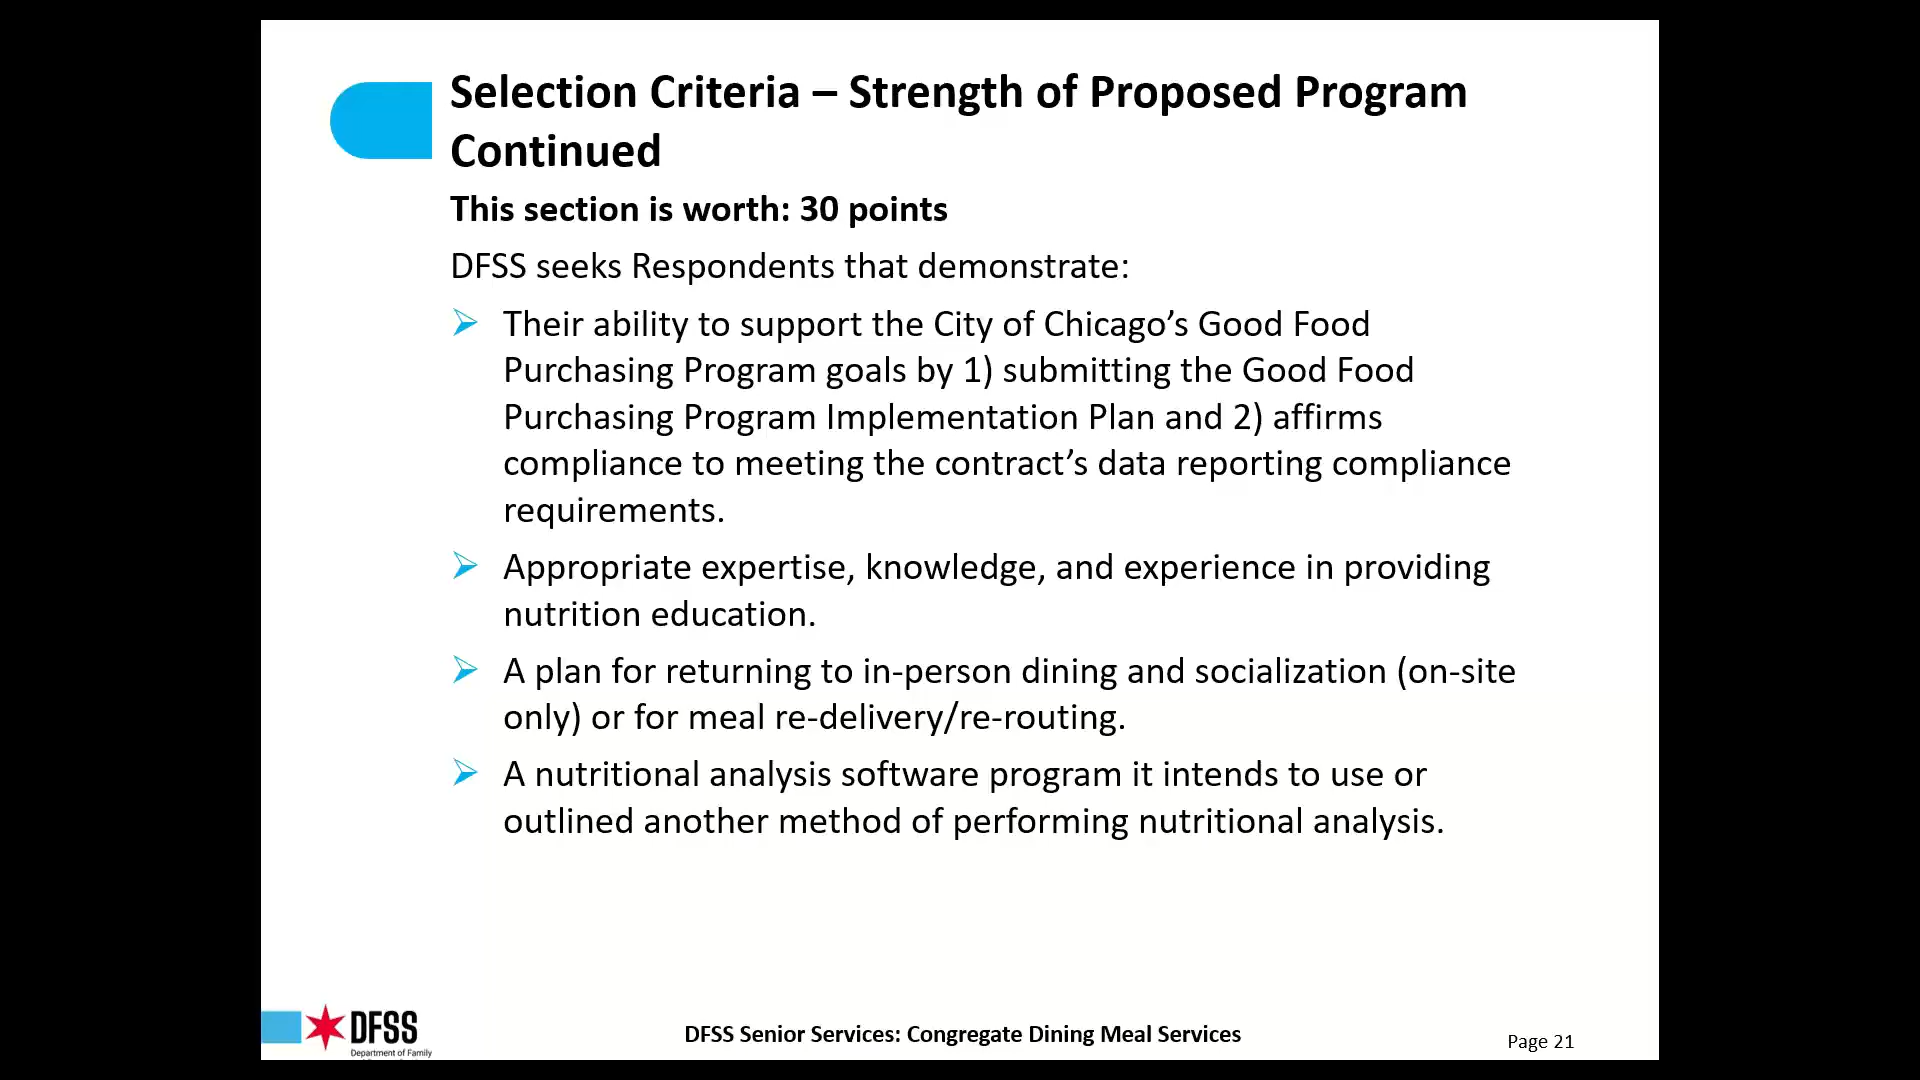 Selection Criteria – Strength of Proposed Program
Continued
This section is worth: 30 points
DFSS seeks Respondents that demonstrate:
Their ability to support the City of Chicago’s Good Food
Purchasing Program goals by 1) submitting the Good Food
Purchasing Program Implementation Plan and 2) affirms
compliance to meeting the contract’s data reporting compliance
requirements.
Appropriate expertise, knowledge, and experience in providing
nutrition education.
A plan for returning to in-person dining and socialization (on-site
only) or for meal re-delivery/re-routing.
A nutritional analysis software program it intends to use or
outlined another method of performing nutritional analysis.
DFSS
Department of Family
DFSS Senior Services: Congregate Dining Meal Services
Page 21